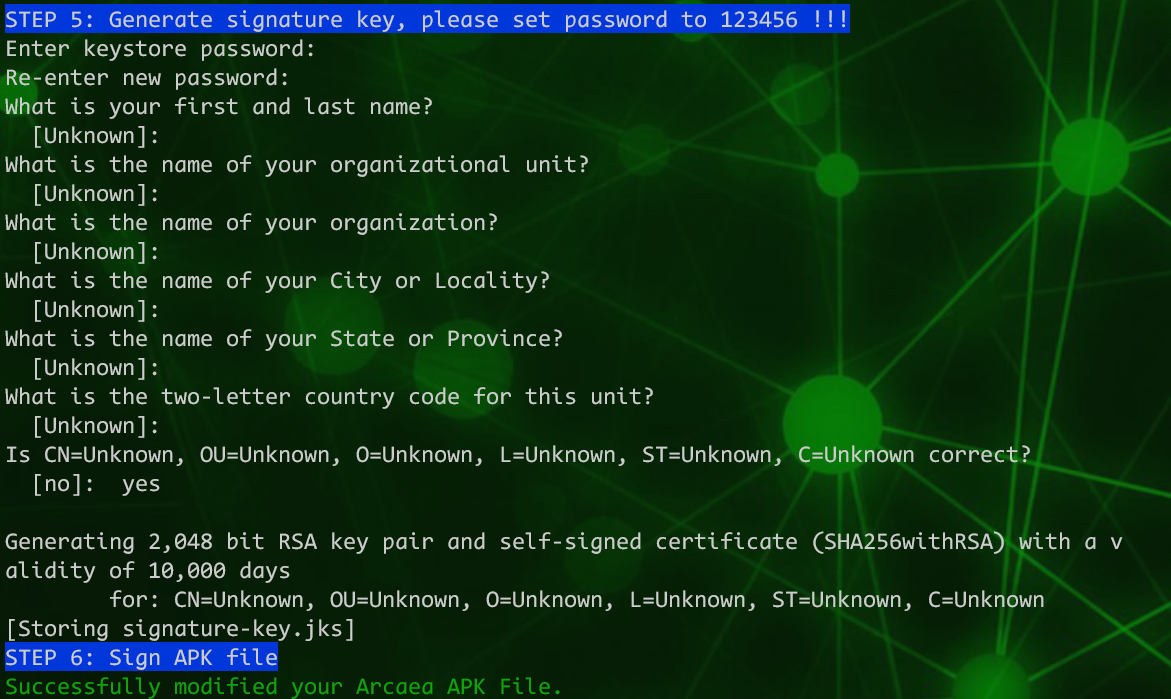 STEP 5: Generate signature key, please set password to 123456 !!!
Enter keystore password:
Re-enter new password:
What is your first and last name?
  [Unknown]:
What is the name of your organizational unit?
  [Unknown]:
What is the name of your organization?
  [Unknown]:
What is the name of your City or Locality?
  [Unknown]:
What is the name of your State or Province?
  [Unknown]:
What is the two-letter country code for this unit?
  [Unknown]:
Is CN=Unknown, OU=Unknown, O=Unknown, L=Unknown, ST=Unknown, C=Unknown correct?
  [no]:  yes

Generating 2,048 bit RSA key pair and self-signed certificate (SHA256withRSA) with a v
alidity of 10,000 days
        for: CN=Unknown, OU=Unknown, O=Unknown, L=Unknown, ST=Unknown, C=Unknown
[Storing signature-key.jks]
STEP 6: Sign APK file
Successfully modified your Arcaea APK File.